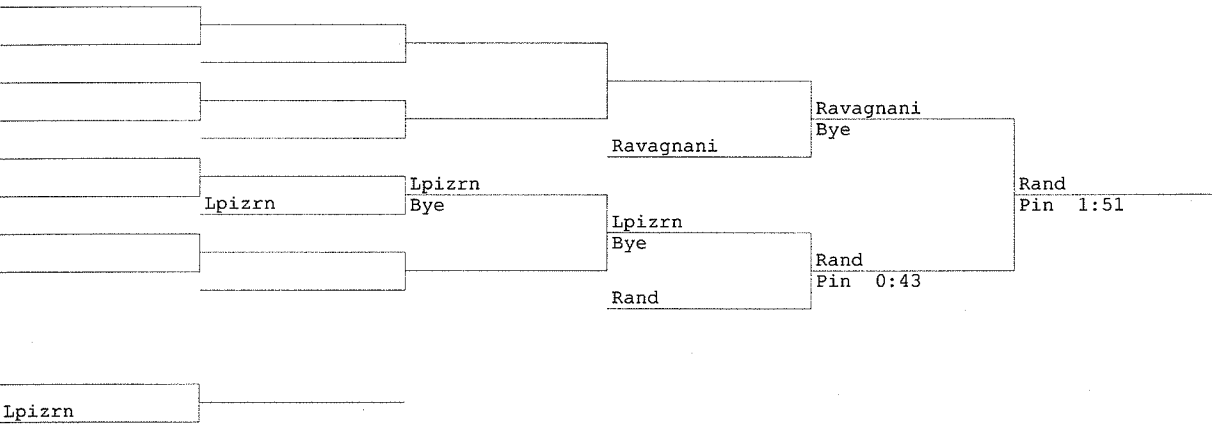 Ravagnani
Bye
Ravagnani
Lpizrn
Rand
Lpizrn
Bye
Pin 1:51
Lpizrn
Bye
Rand
Pin 0:43
Rand
Lpizrn